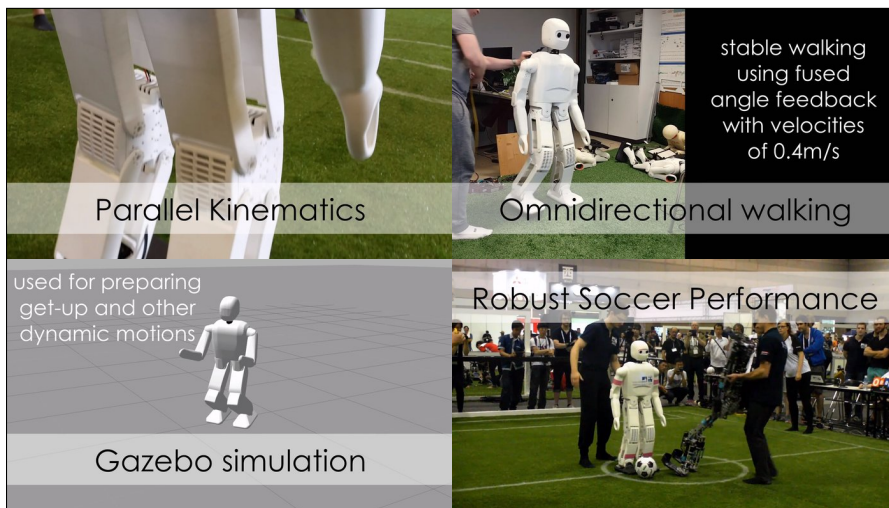 Parallel Kinematics
stable walking
using fused
angle feedback
with velocities
of 0.4m/s
Omnidirectional walking
used for preparing
get-up and other
dynamic motions
Gazebo simulation
Robust Soccer Performance